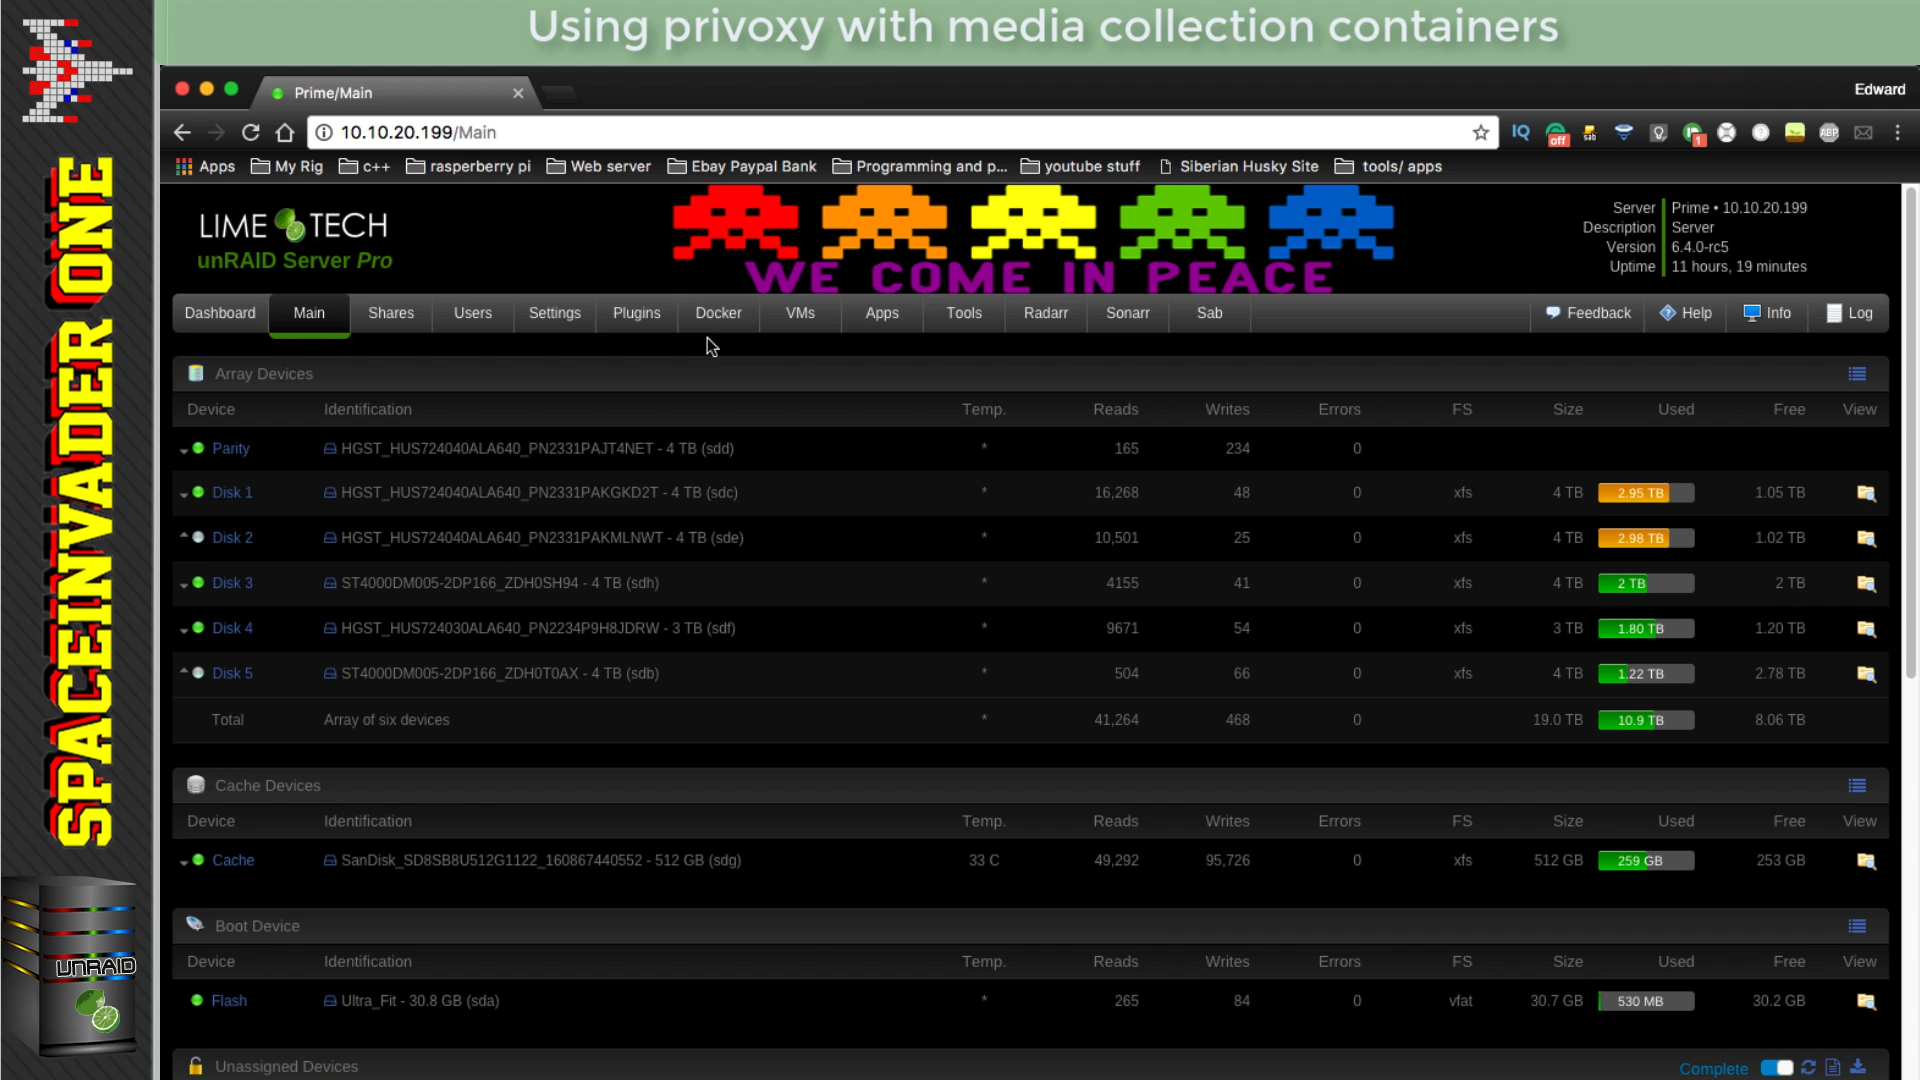 Using privoxy with media collection containers
SPACEINVADER ONE
UNRAID
Prime/Main
Edward
10.10.20.199/Main
IQ off sab 1 ABP
Apps My Rig c++ rasperberry pi Web server Ebay Paypal Bank Programming and p... youtube stuff Siberian Husky Site tools/ apps
LIME TECH
unRAID Server Pro
WE COME IN PEACE
Server Prime • 10.10.20.199
Description Server
Version 6.4.0-rc5
Uptime 11 hours, 19 minutes
Dashboard Main Shares Users Settings Plugins Docker VMs Apps Tools Radarr Sonarr Sab Feedback Help Info Log
Array Devices
Device Identification Temp. Reads Writes Errors FS Size Used Free View
Parity HGST_HUS724040ALA640_PN2331PAJT4NET - 4 TB (sdd) * 165 234 0
Disk 1 HGST_HUS724040ALA640_PN2331PAKGKD2T - 4 TB (sdc) * 16,268 48 0 xfs 4 TB 2.95 TB 1.05 TB
Disk 2 HGST_HUS724040ALA640_PN2331PAKMLNWT - 4 TB (sde) * 10,501 25 0 xfs 4 TB 2.98 TB 1.02 TB
Disk 3 ST4000DM005-2DP166_ZDH0SH94 - 4 TB (sdh) * 4155 41 0 xfs 4 TB 2 TB 2 TB
Disk 4 HGST_HUS724030ALA640_PN2234P9H8JDRW - 3 TB (sdf) * 9671 54 0 xfs 3 TB 1.80 TB 1.20 TB
Disk 5 ST4000DM005-2DP166_ZDH0T0AX - 4 TB (sdb) * 504 66 0 xfs 4 TB 1.22 TB 2.78 TB
Total Array of six devices * 41,264 468 0 19.0 TB 10.9 TB 8.06 TB
Cache Devices
Device Identification Temp. Reads Writes Errors FS Size Used Free View
Cache SanDisk_SD8SB8U512G1122_160867440552 - 512 GB (sdg) 33 C 49,292 95,726 0 xfs 512 GB 259 GB 253 GB
Boot Device
Device Identification Temp. Reads Writes Errors FS Size Used Free View
Flash Ultra_Fit - 30.8 GB (sda) * 265 84 0 vfat 30.7 GB 530 MB 30.2 GB
Unassigned Devices Complete